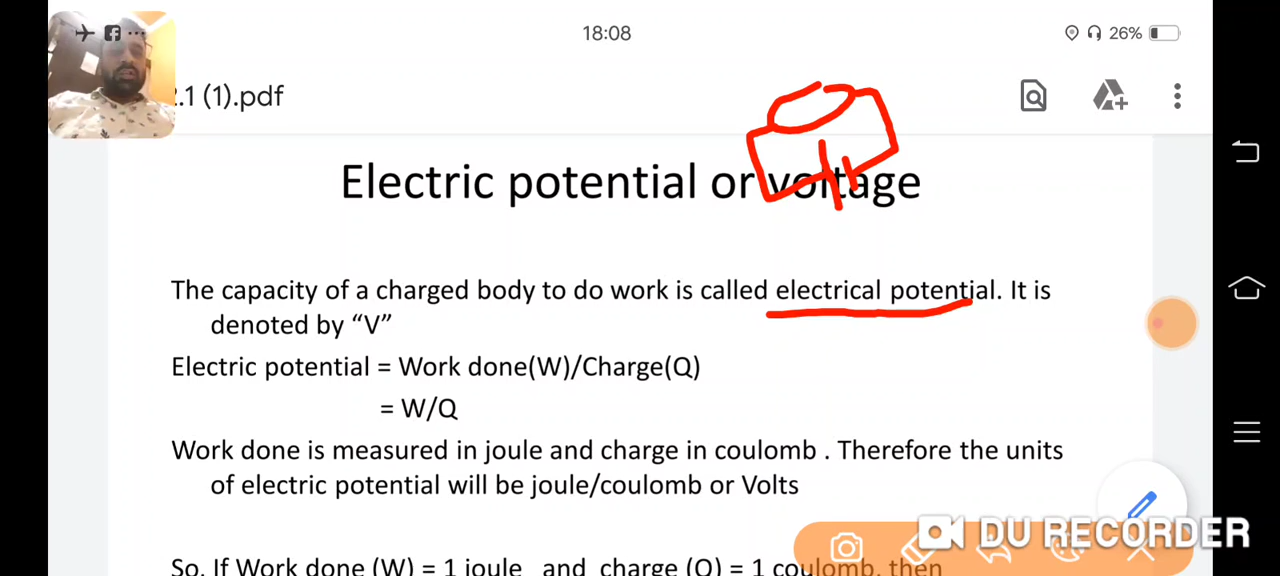 18:08
26%
2.1 (1).pdf
Electric potential or voltage
The capacity of a charged body to do work is called electrical potential. It is
denoted by “V”
Electric potential = Work done(W)/Charge(Q)
= W/Q
Work done is measured in joule and charge in coulomb . Therefore the units
of electric potential will be joule/coulomb or Volts
So, If Work done (W) = 1 joule and charge (Q) = 1 coulomb, then
DU RECORDER